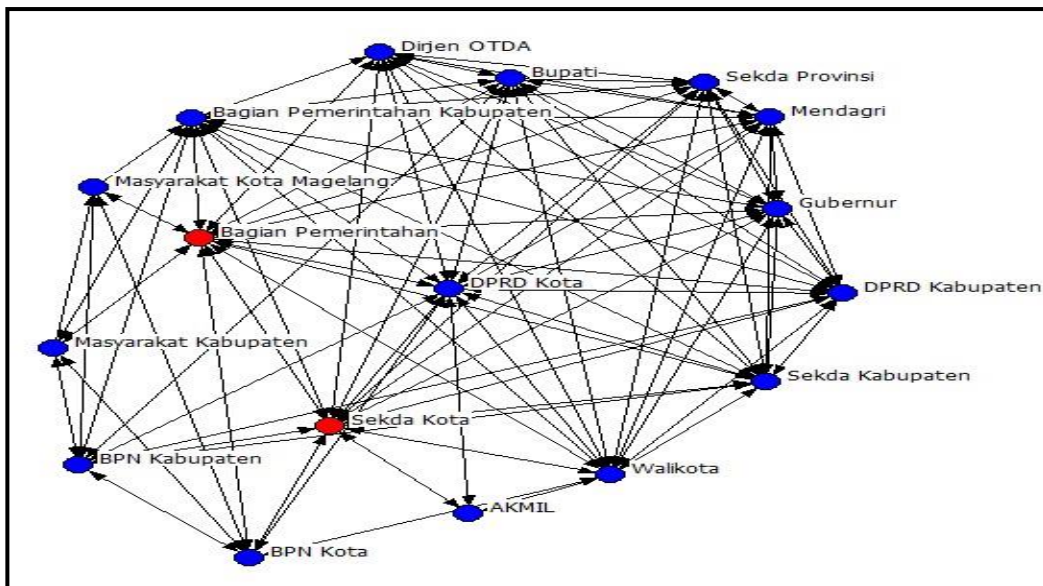 Dirjen OTDA
Bupati
Sekda Provinsi
Bagian Pemerintahan Kabupaten
Mendagri
Masyarakat Kota Magelang
Gubernur
Bagian Pemerintahan
DPRD Kota
DPRD Kabupaten
Masyarakat Kabupaten
Sekda Kabupaten
Sekda Kota
BPN Kabupaten
Walikota
AKMIL
BPN Kota